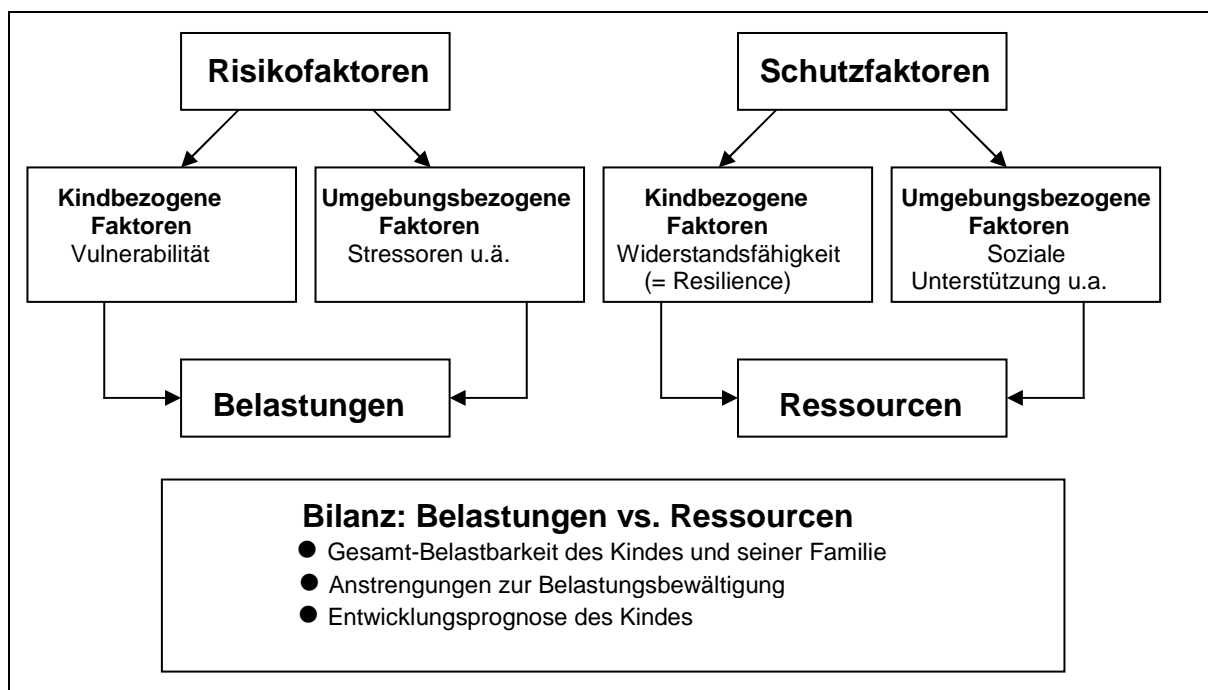 Risikofaktoren
Schutzfaktoren
Kindbezogene
Faktoren
Vulnerabilität
Umgebungsbezogene
Faktoren
Stressoren u.ä.
Kindbezogene
Faktoren
Widerstandsfähigkeit
(= Resilience)
Umgebungsbezogene
Faktoren
Soziale
Unterstützung u.a.
Belastungen
Ressourcen
Bilanz: Belastungen vs. Ressourcen
● Gesamt-Belastbarkeit des Kindes und seiner Familie
● Anstrengungen zur Belastungsbewältigung
● Entwicklungsprognose des Kindes